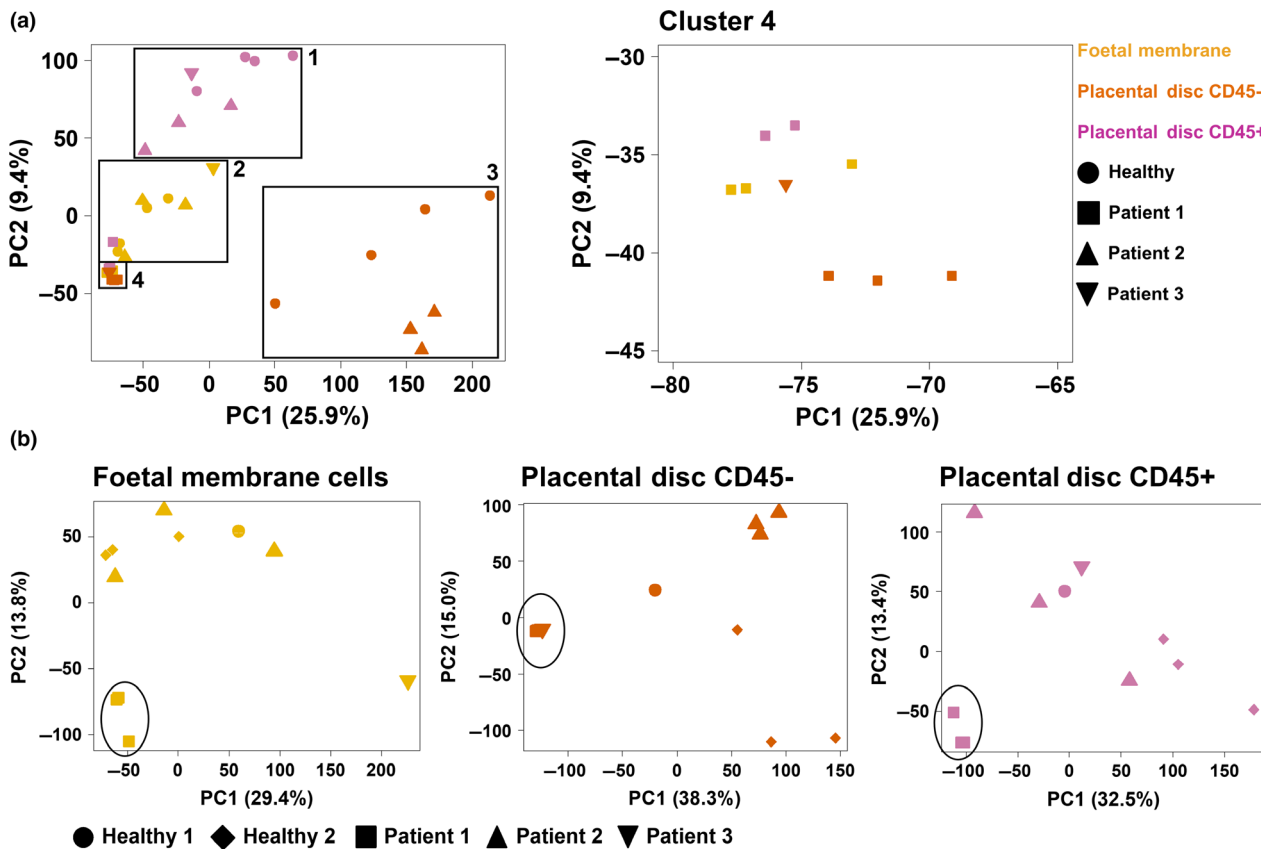 (a)
Cluster 4
100
50
0
−50
PC2 (9.4%)
1
2
3
4
−50 0 50 100 150 200
PC1 (25.9%)
−30
−35
−40
−45
PC2 (9.4%)
−80 −75 −70 −65
PC1 (25.9%)
Foetal membrane
Placental disc CD45-
Placental disc CD45+
Healthy
Patient 1
Patient 2
Patient 3
(b)
Foetal membrane cells
50
0
−50
−100
PC2 (13.8%)
−50 0 50 100 150 200
PC1 (29.4%)
Placental disc CD45-
100
50
0
−50
−100
PC2 (15.0%)
−100 −50 0 50 100 150
PC1 (38.3%)
Placental disc CD45+
100
50
0
−50
PC2 (13.4%)
−100 −50 0 50 100 150
PC1 (32.5%)
Healthy 1 Healthy 2 Patient 1 Patient 2 Patient 3